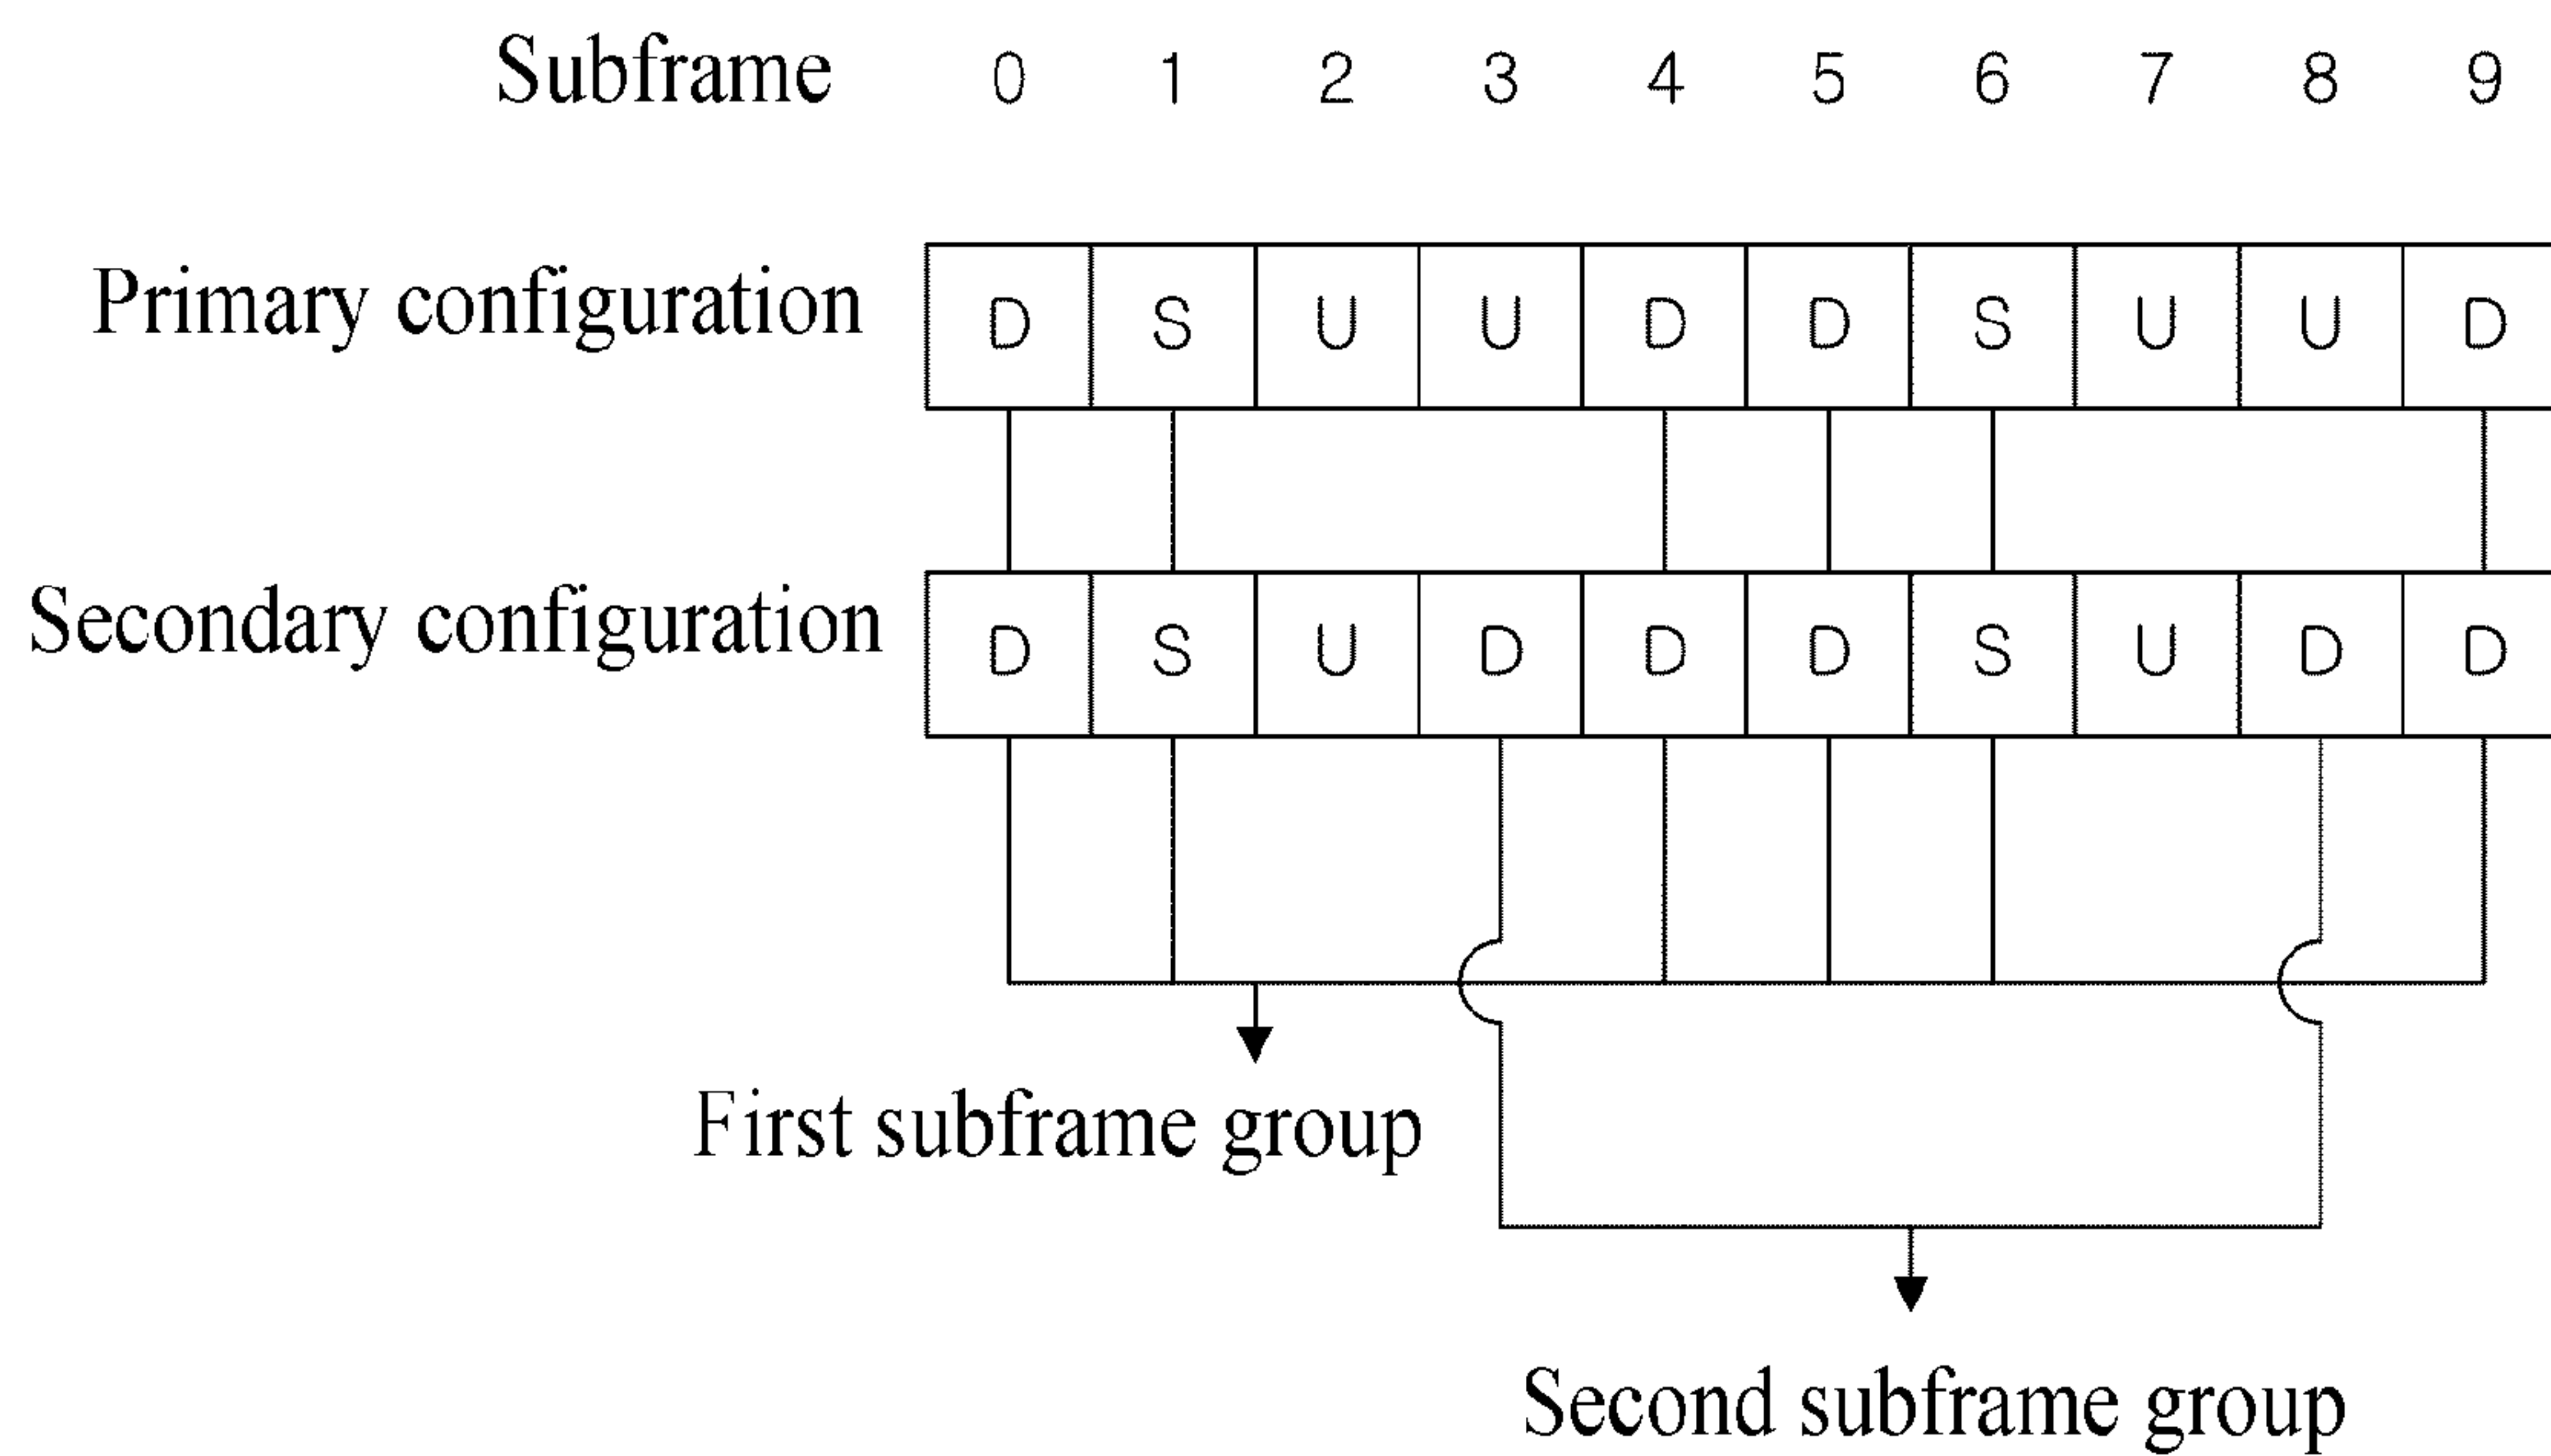 Subframe 0 1 2 3 4 5 6 7 8 9
Primary configuration D S U U D D S U U D
Secondary configuration D S U D D D S U D D
First subframe group
Second subframe group